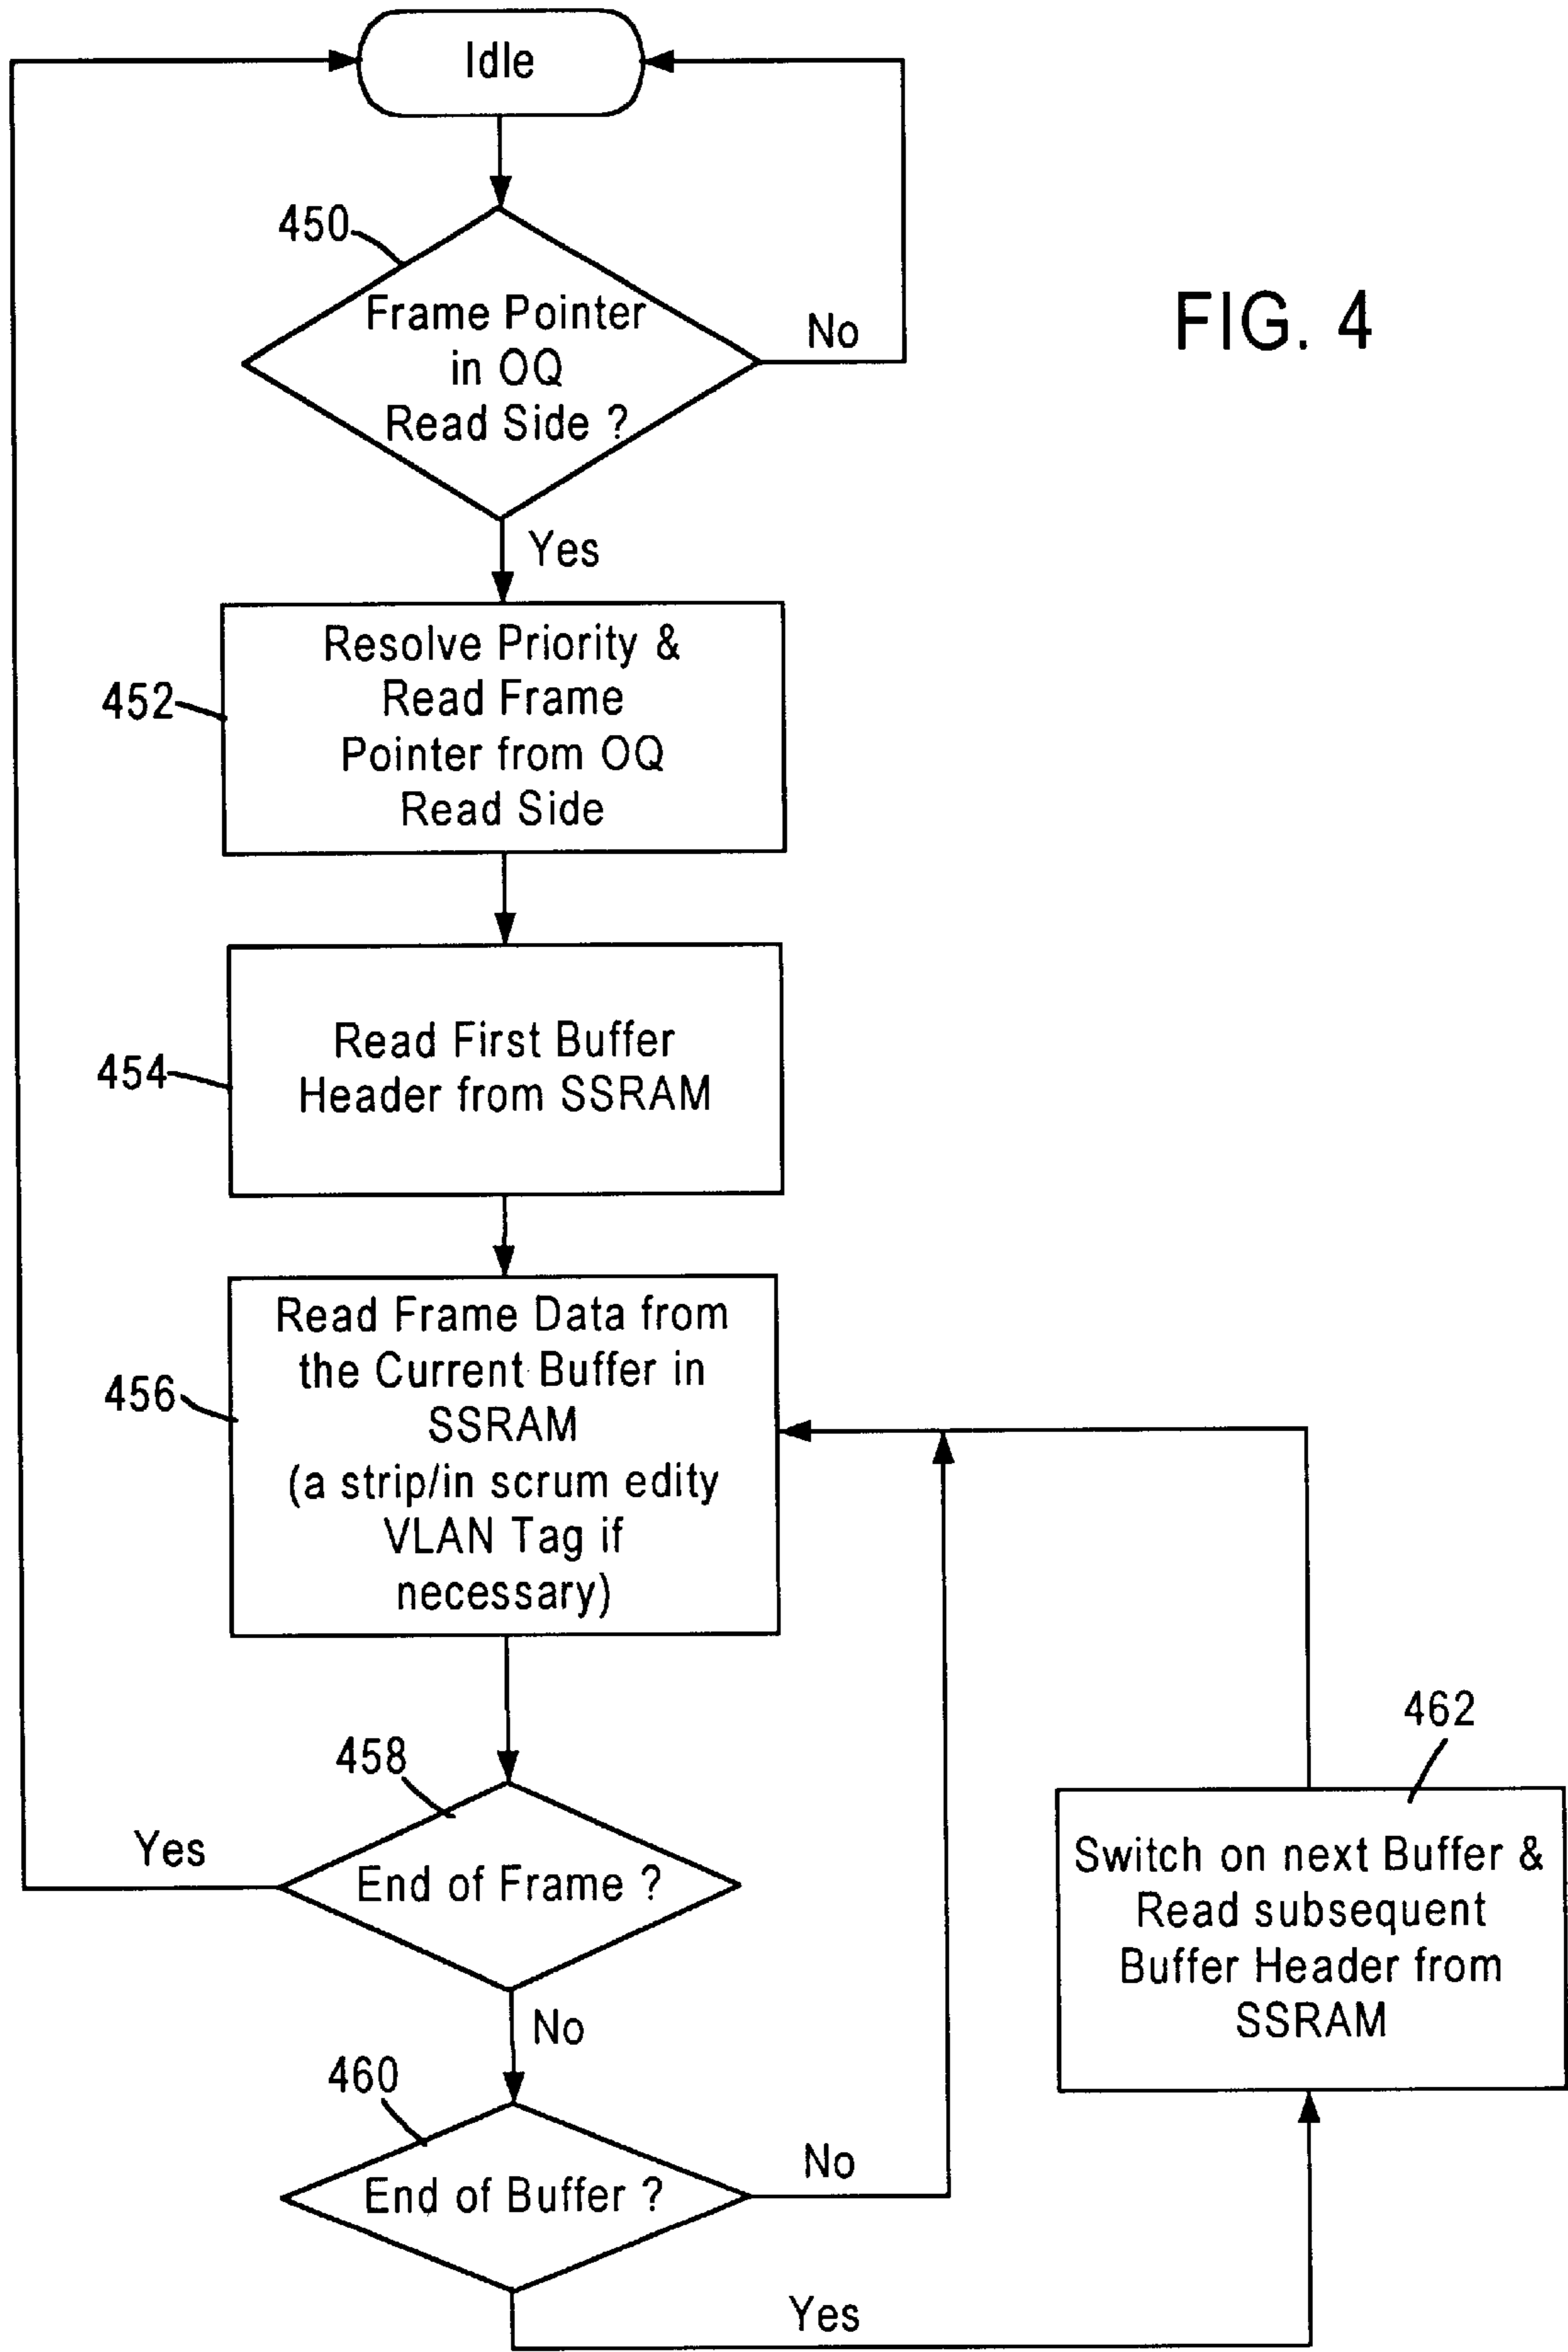 Idle
450
Frame Pointer
in OQ
Read Side ?
No
FIG. 4
Yes
452
Resolve Priority &
Read Frame
Pointer from OQ
Read Side
454
Read First Buffer
Header from SSRAM
456
Read Frame Data from
the Current Buffer in
SSRAM
(a strip/in scrum edity
VLAN Tag if
necessary)
458
End of Frame ?
Yes
No
460
End of Buffer ?
No
Yes
462
Switch on next Buffer &
Read subsequent
Buffer Header from
SSRAM